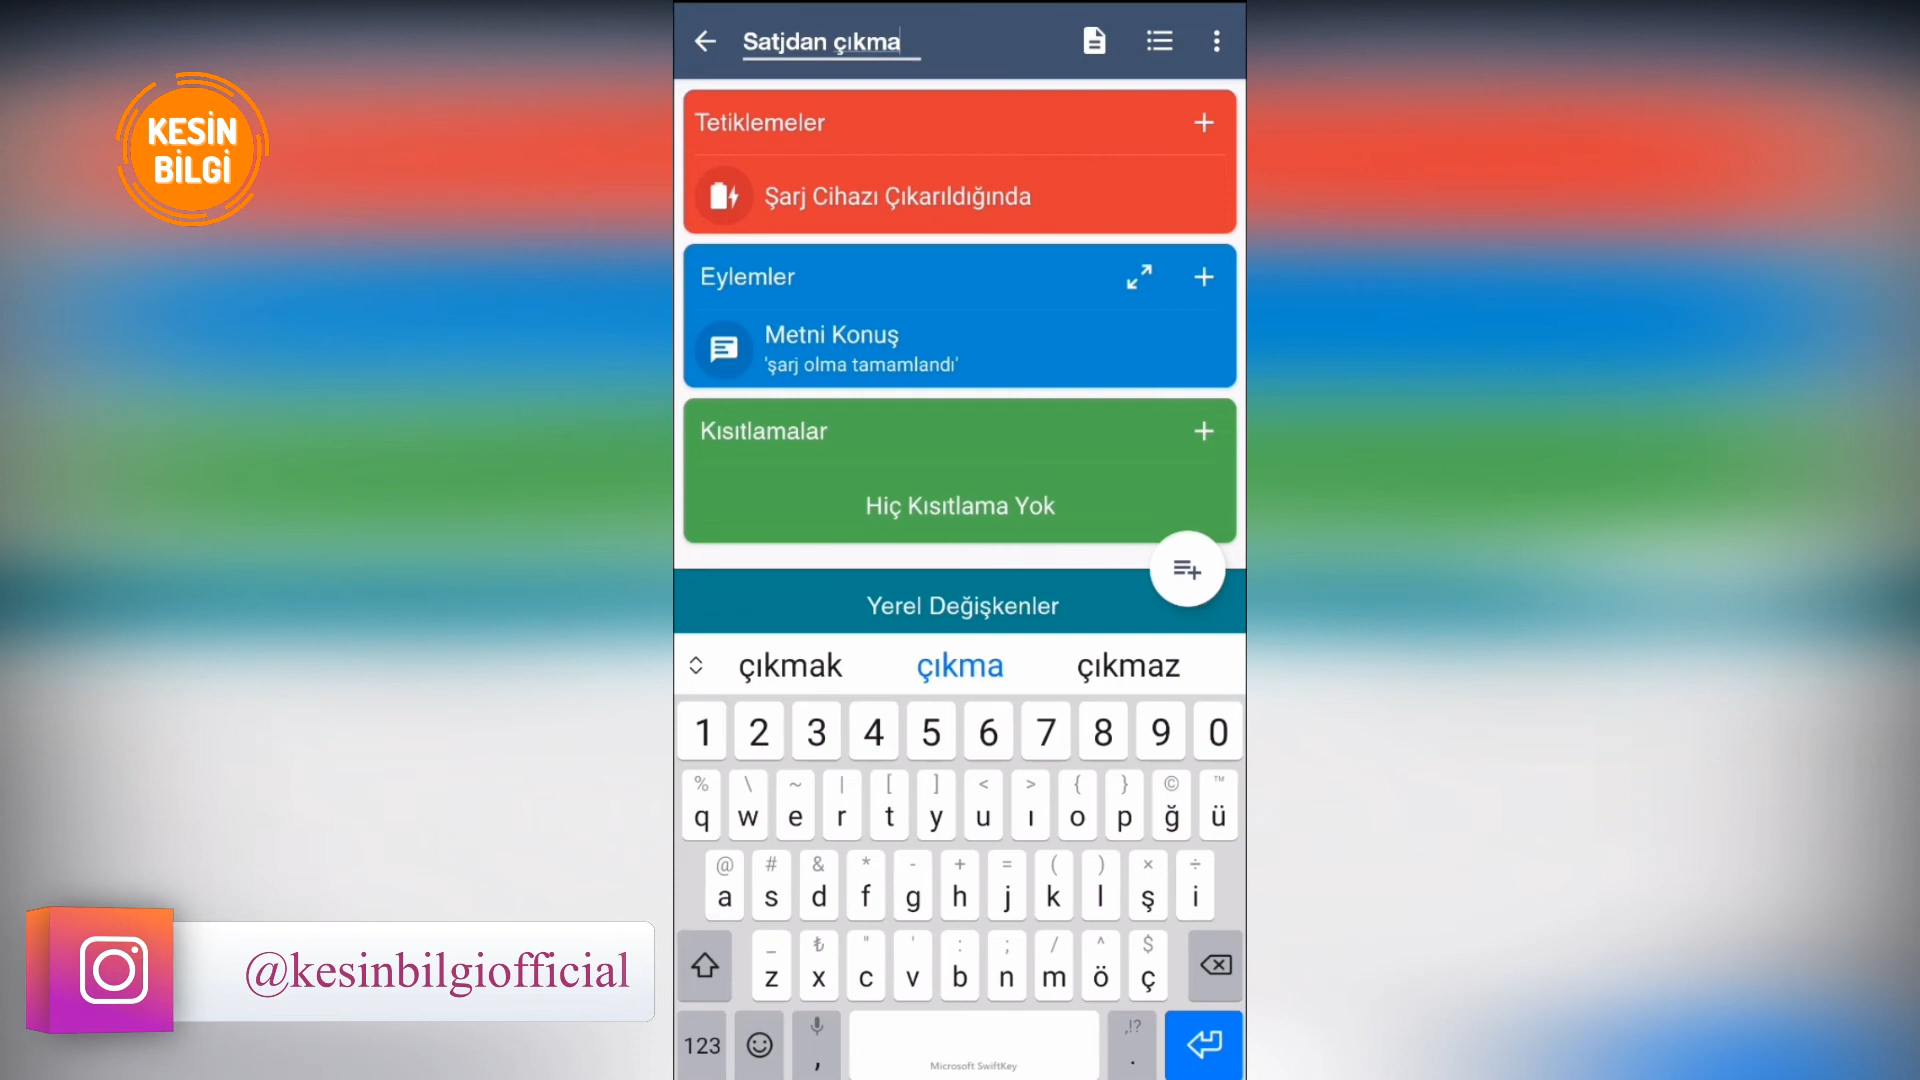 KESİN
BİLGİ
Satjdan çıkma
Tetiklemeler
Şarj Cihazı Çıkarıldığında
Eylemler
Metni Konuş
'şarj olma tamamlandı'
Kısıtlamalar
Hiç Kısıtlama Yok
Yerel Değişkenler
çıkmak çıkma çıkmaz
1 2 3 4 5 6 7 8 9 0
% \ ~ | [ ] < > { } © ™
q w e r t y u ı o p ğ ü
@ # & * - + = ( ) × ÷
a s d f g h j k l ş i
_ ₺ " ' : ; / ^ $
z x c v b n m ö ç
123 , Microsoft SwiftKey ,!? .
@kesinbilgiofficial